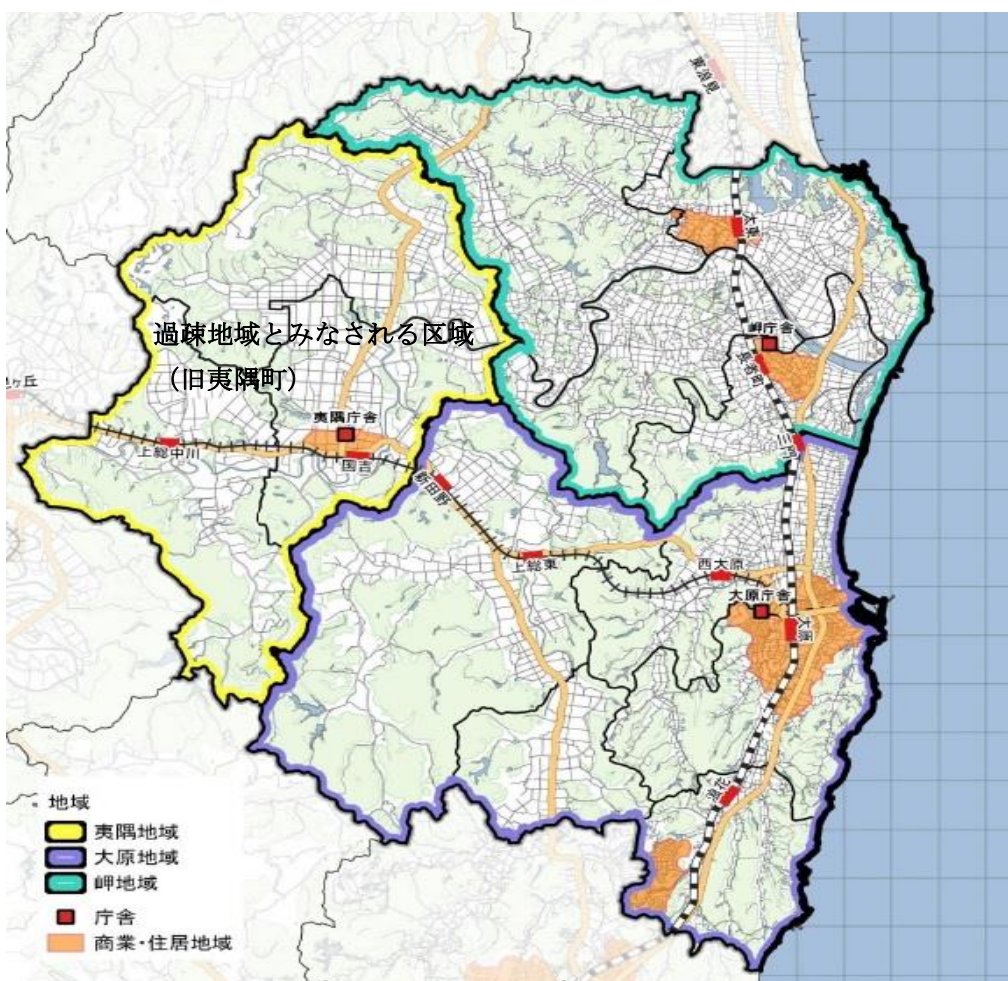 東浪見
太東
岬庁舎
長者町
過疎地域とみなされる区域
(旧夷隅町)
夷隅庁舎
上総中川
国吉
三門
新田野
上総東
西大原
大原庁舎
大原
浪花
地域
夷隅地域
大原地域
岬地域
庁舎
商業・住居地域